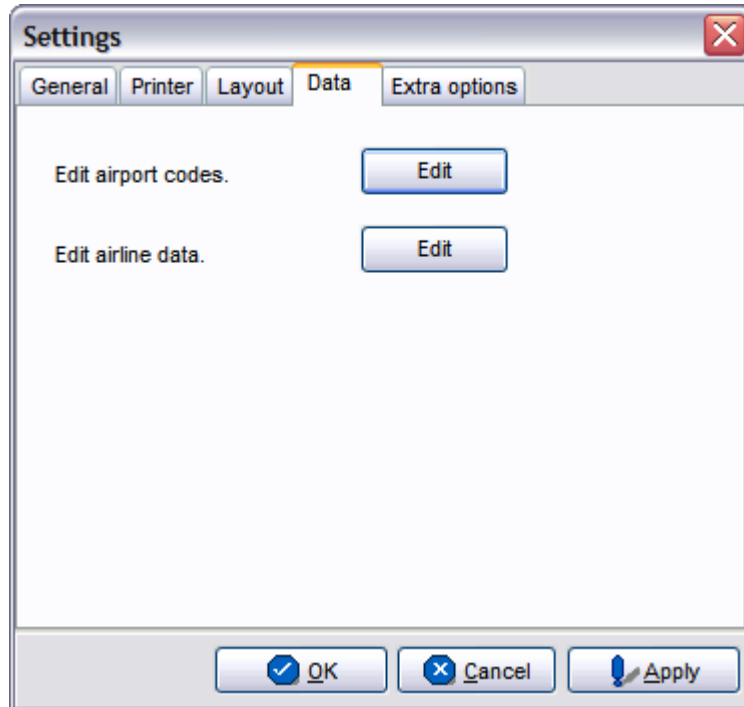 Settings
General Printer Layout Data Extra options
Edit airport codes. Edit
Edit airline data. Edit
OK Cancel Apply